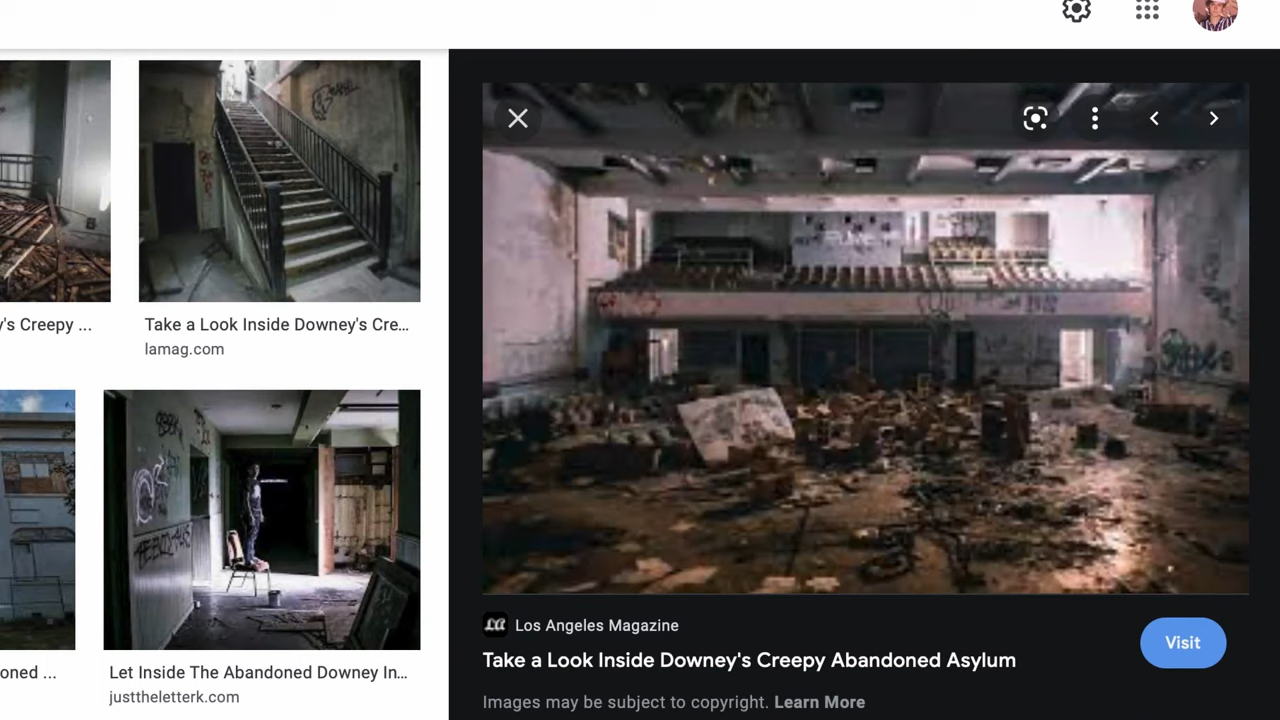 y's Creepy ...
Take a Look Inside Downey's Cre...
lamag.com
oned ...
Let Inside The Abandoned Downey In...
justtheletterk.com
Los Angeles Magazine
Take a Look Inside Downey's Creepy Abandoned Asylum
Visit
Images may be subject to copyright. Learn More